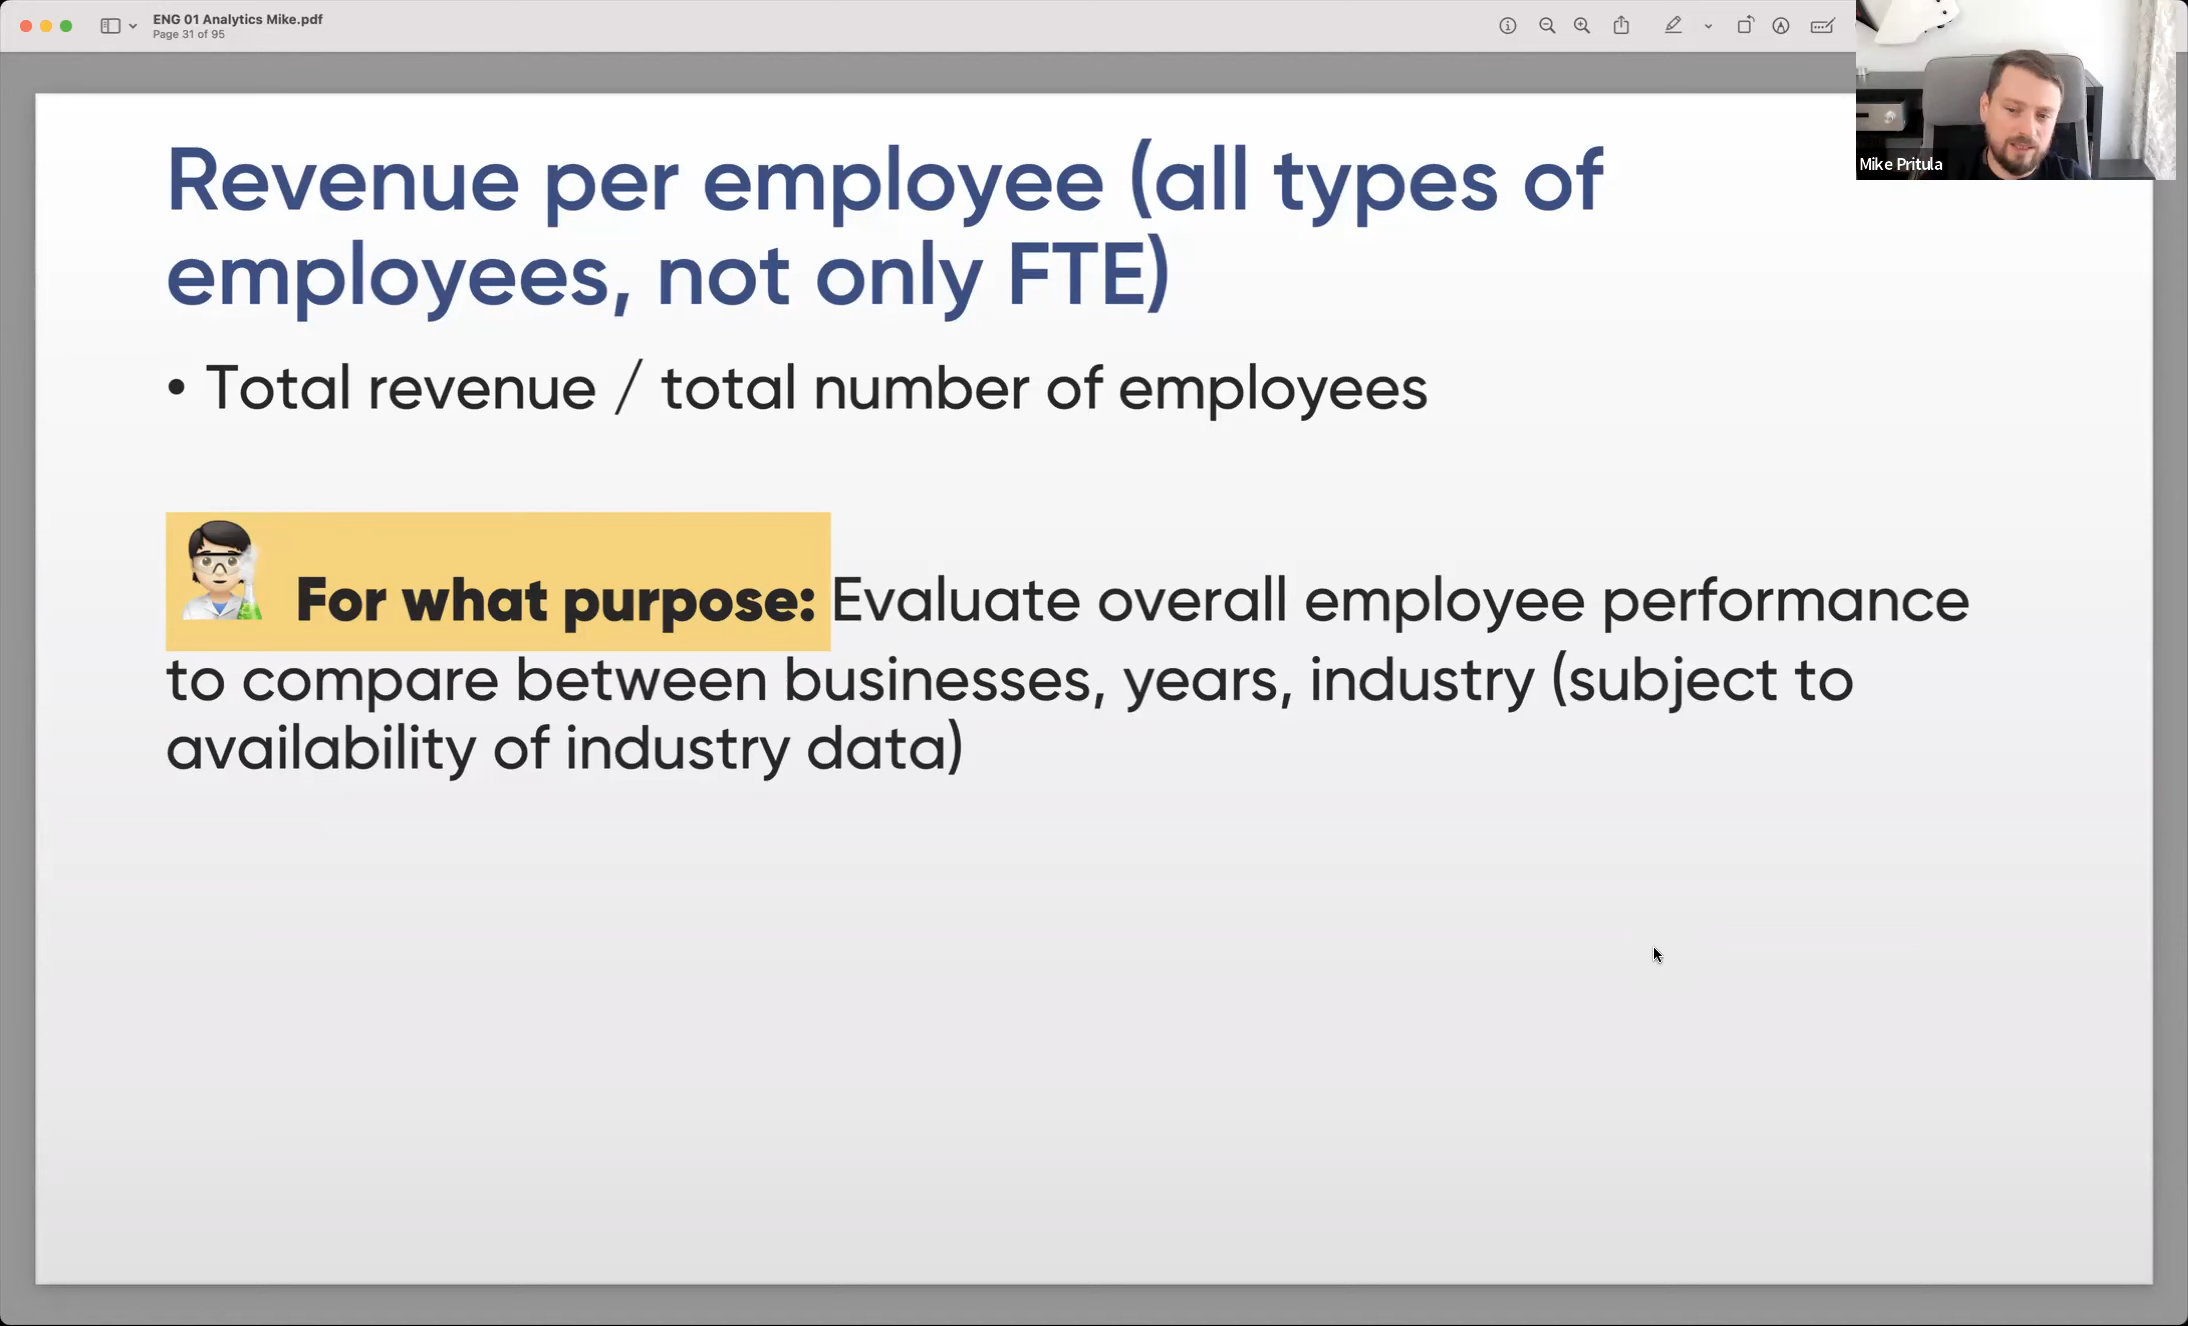 ENG 01 Analytics Mike.pdf
Page 31 of 95
Mike Pritula
Revenue per employee (all types of
employees, not only FTE)
• Total revenue / total number of employees
For what purpose: Evaluate overall employee performance
to compare between businesses, years, industry (subject to
availability of industry data)